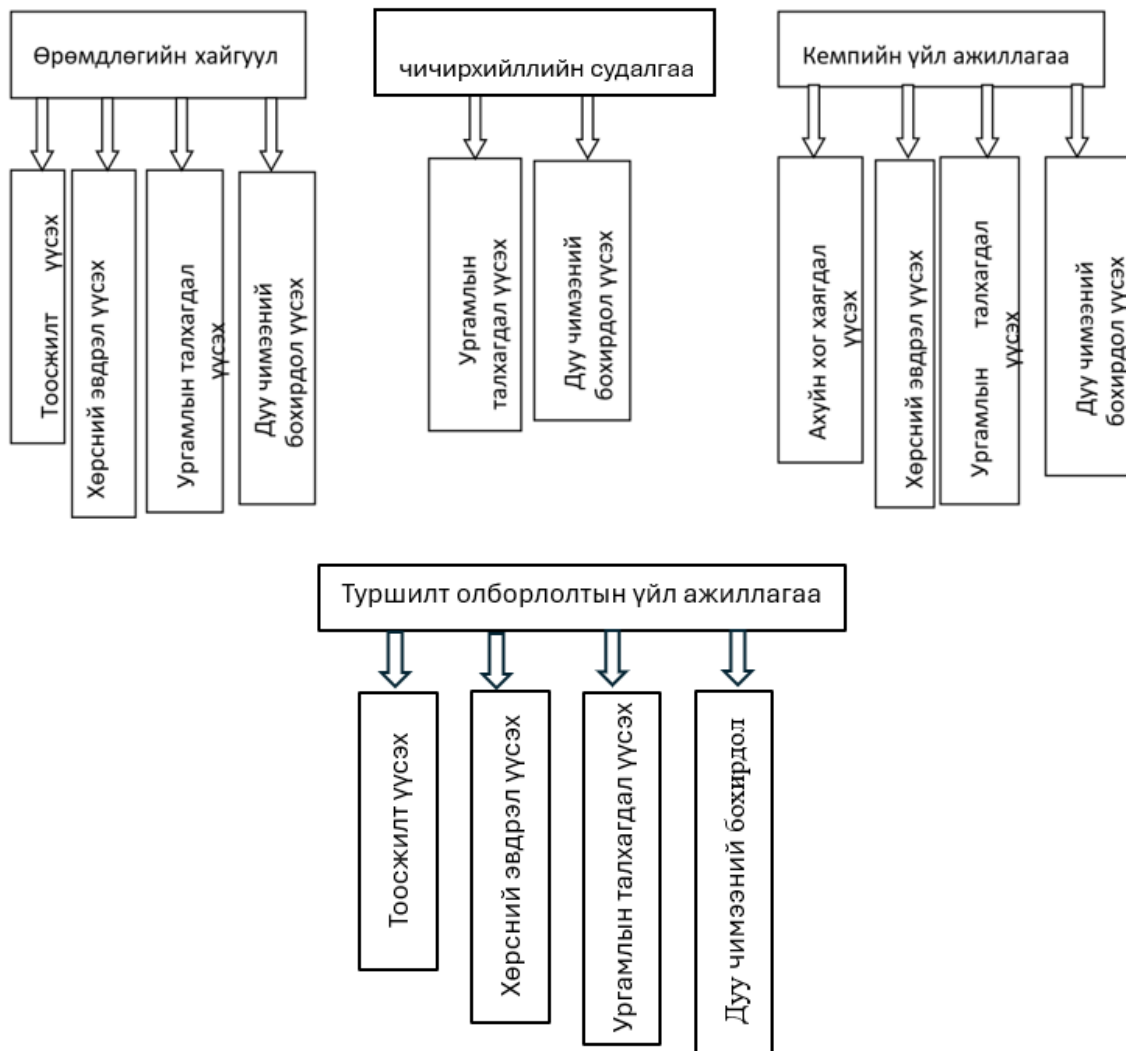 Өрөмдлөгийн хайгуул
Тоосжилт үүсэх
Хөрсний эвдрэл үүсэх
Ургамлын талхагдал
үүсэх
Дуу чимээний
бохирдол үүсэх
чичирхийллийн судалгаа
Ургамлын
талхагдал үүсэх
Дуу чимээний
бохирдол үүсэх
Кемпийн үйл ажиллагаа
Ахуйн хог хаягдал
үүсэх
Хөрсний эвдрэл үүсэх
Ургамлын талхагдал
үүсэх
Дуу чимээний
бохирдол үүсэх
Туршилт олборлолтын үйл ажиллагаа
Тоосжилт үүсэх
Хөрсний эвдрэл үүсэх
Ургамлын талхагдал үүсэх
Дуу чимээний бохирдол